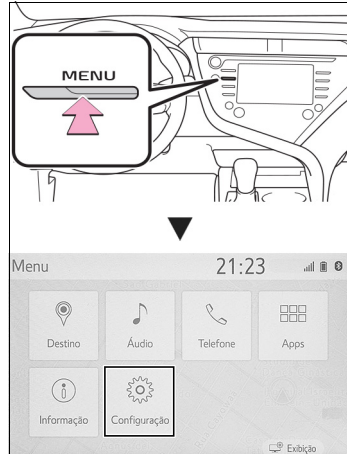 MENU
Menu 21:23
Destino Áudio Telefone Apps
Informação Configuração
Exibição